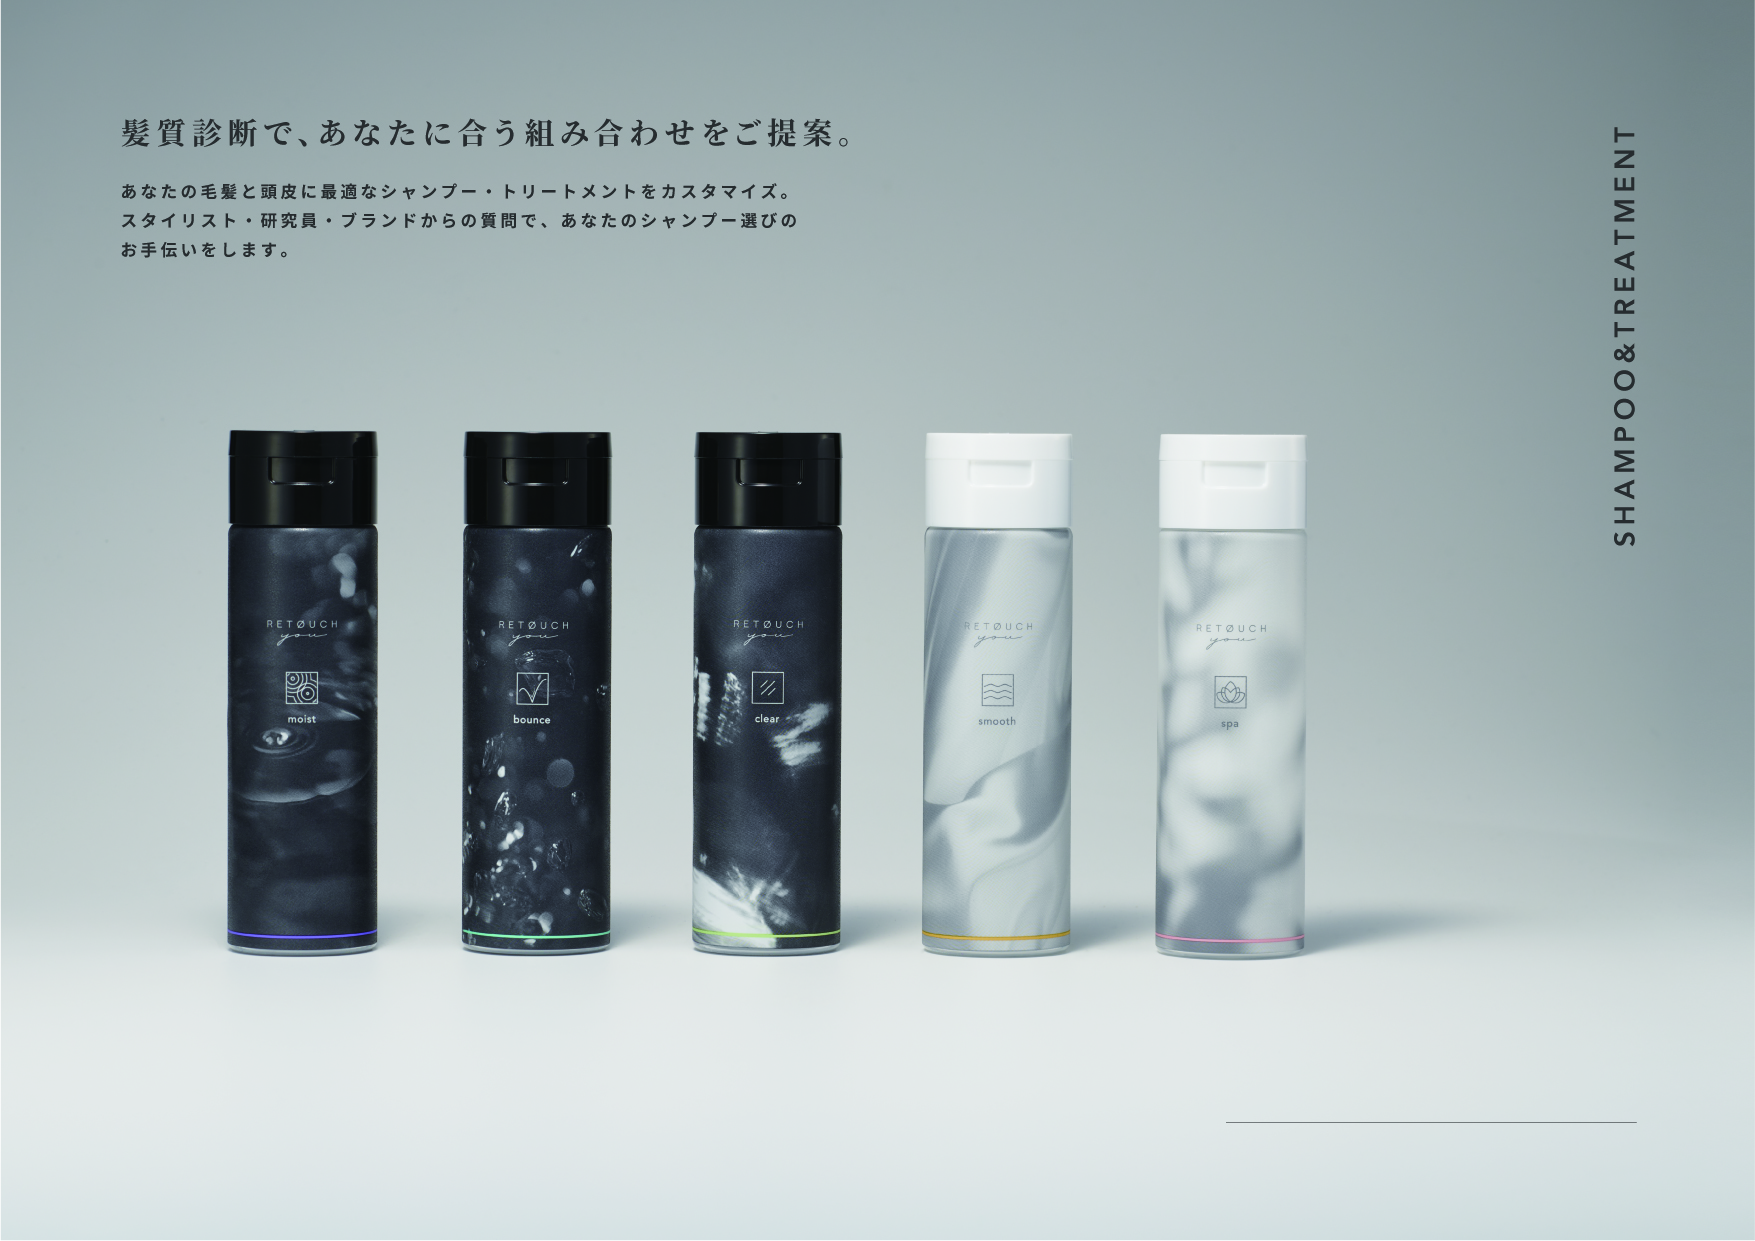 髪質診断で、あなたに合う組み合わせをご提案。
あなたの毛髪と頭皮に最適なシャンプー・トリートメントをカスタマイズ。
スタイリスト・研究員・ブランドからの質問で、あなたのシャンプー選びの
お手伝いをします。
SHAMPOO&TREATMENT
RETØUCH
you
moist
RETØUCH
you
bounce
RETØUCH
you
clear
RETØUCH
you
smooth
RETØUCH
you
spa